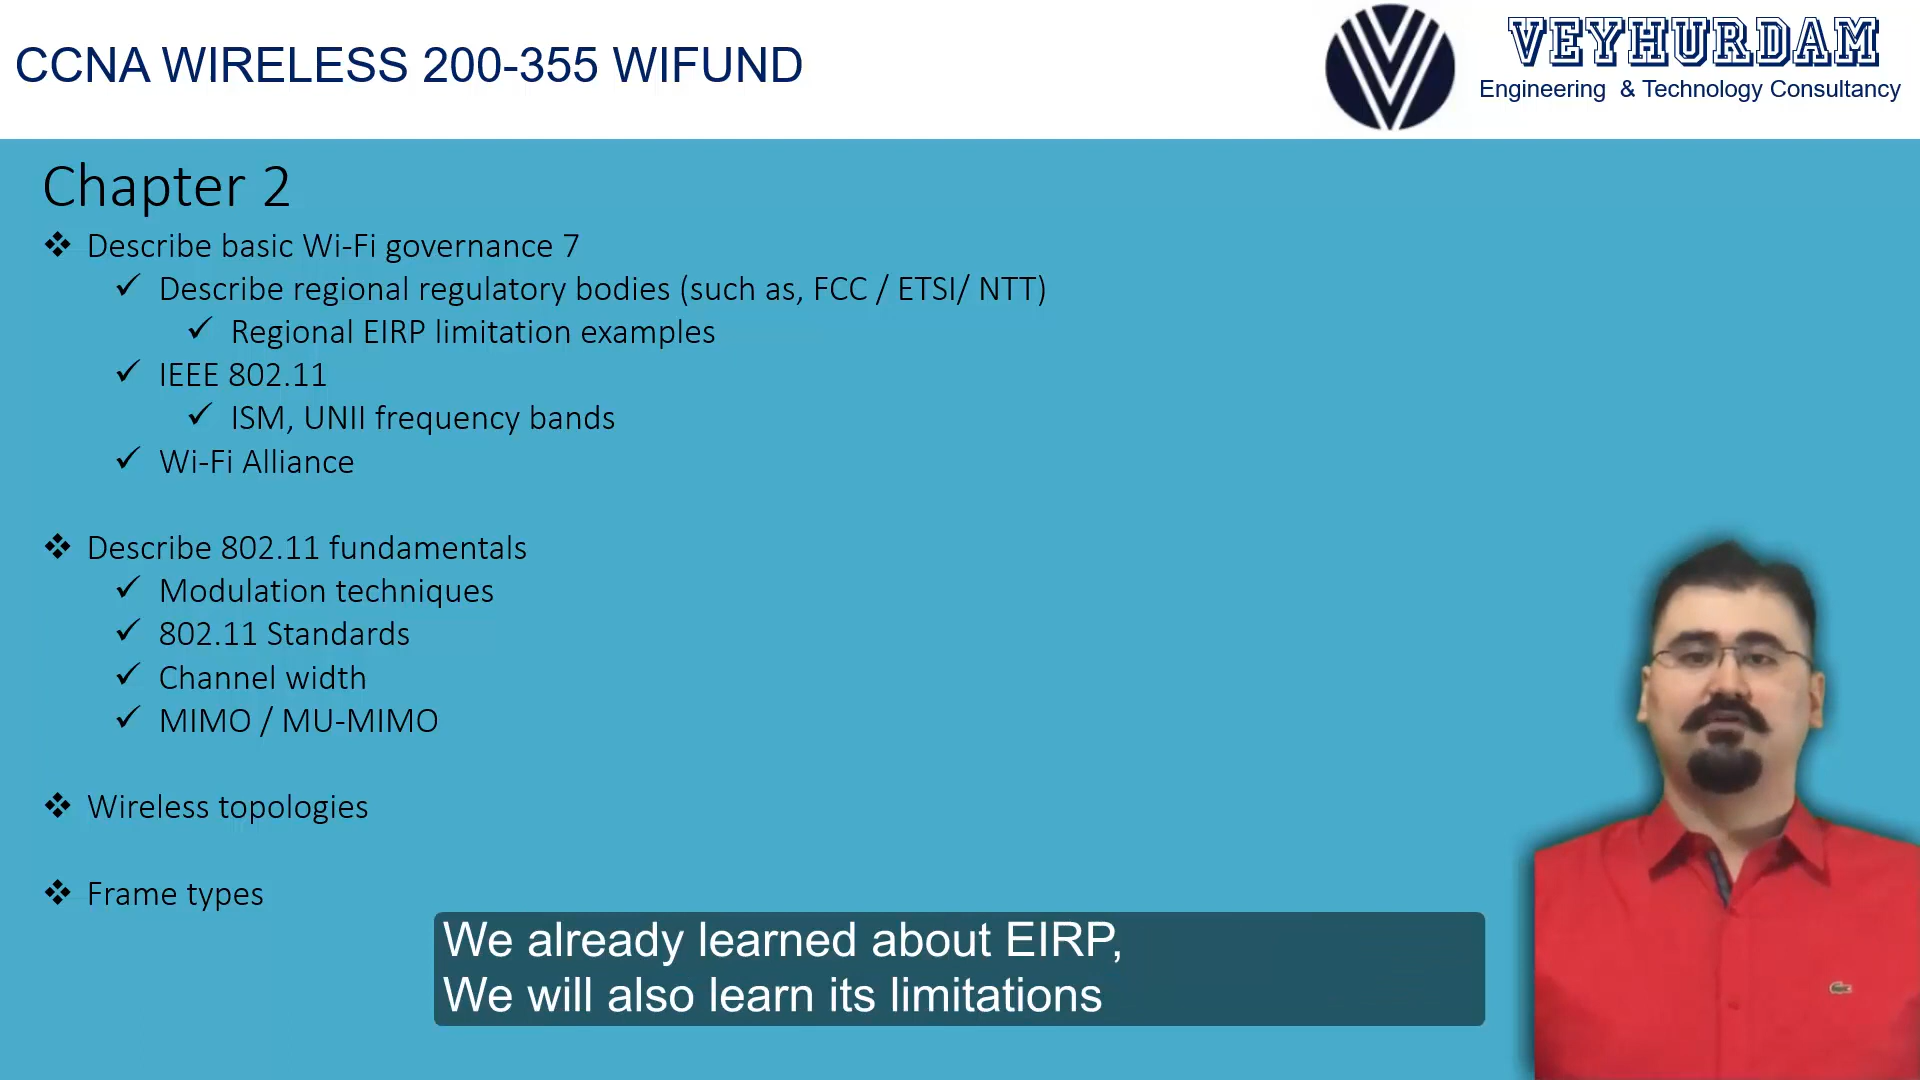 CCNA WIRELESS 200-355 WIFUND
VEYHURDAM
Engineering & Technology Consultancy
Chapter 2
Describe basic Wi-Fi governance 7
Describe regional regulatory bodies (such as, FCC / ETSI/ NTT)
Regional EIRP limitation examples
IEEE 802.11
ISM, UNII frequency bands
Wi-Fi Alliance
Describe 802.11 fundamentals
Modulation techniques
802.11 Standards
Channel width
MIMO / MU-MIMO
Wireless topologies
Frame types
We already learned about EIRP,
We will also learn its limitations